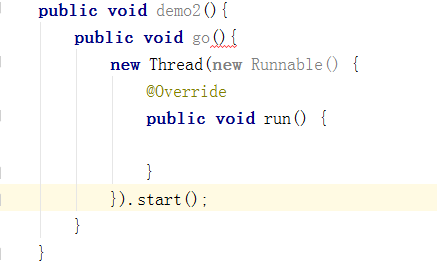 public void demo2(){
public void go(){
new Thread(new Runnable() {
@Override
public void run() {
}
}).start();
}
}